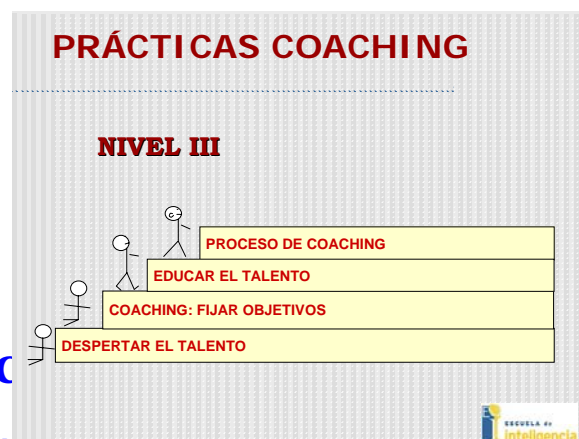 PRÁCTICAS COACHING
NIVEL III
PROCESO DE COACHING
EDUCAR EL TALENTO
COACHING: FIJAR OBJETIVOS
DESPERTAR EL TALENTO
ESCUELA de
inteligencia